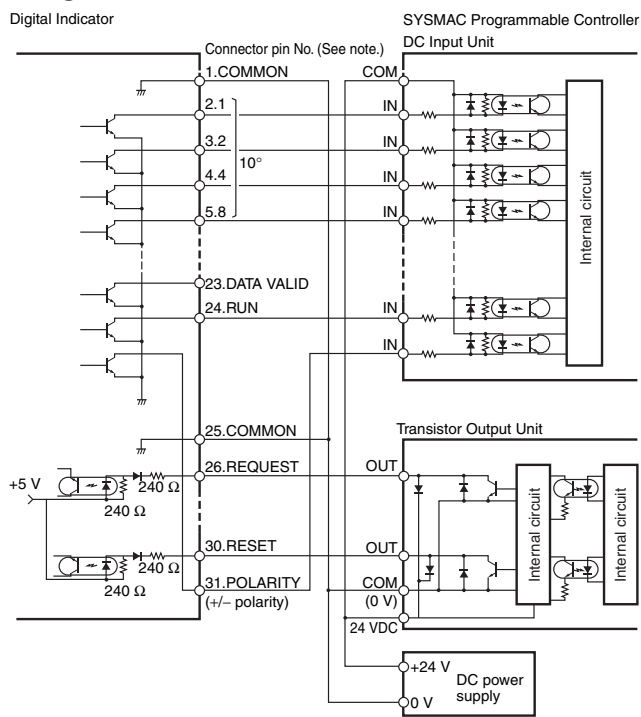 Digital Indicator
SYSMAC Programmable Controller
DC Input Unit
Connector pin No. (See note.)
1.COMMON
COM
2.1
IN
3.2
IN
10°
4.4
IN
5.8
IN
Internal circuit
23.DATA VALID
24.RUN
IN
IN
25.COMMON
Transistor Output Unit
26.REQUEST
OUT
+5 V
240 Ω
240 Ω
Internal circuit
Internal circuit
30.RESET
OUT
240 Ω
240 Ω
31.POLARITY
(+/– polarity)
COM
(0 V)
24 VDC
+24 V
DC power
supply
0 V